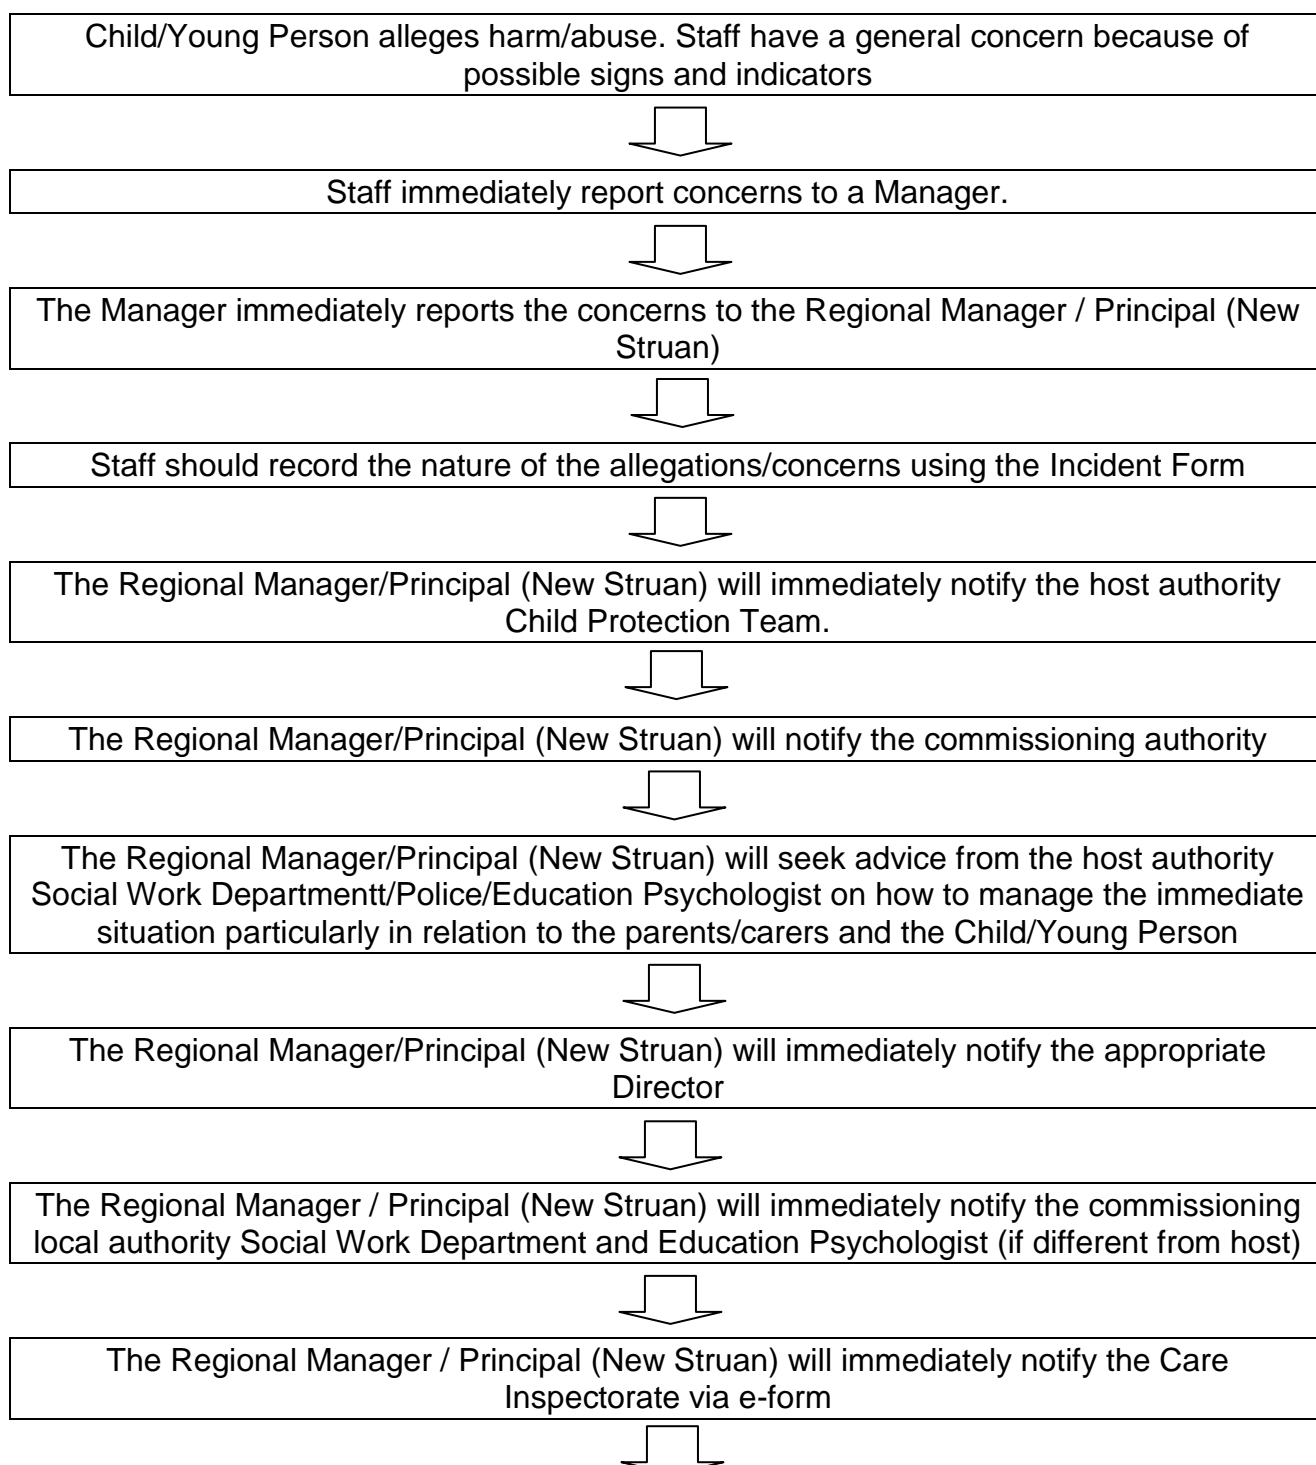 Child/Young Person alleges harm/abuse. Staff have a general concern because of
possible signs and indicators
Staff immediately report concerns to a Manager.
The Manager immediately reports the concerns to the Regional Manager / Principal (New
Struan)
Staff should record the nature of the allegations/concerns using the Incident Form
The Regional Manager/Principal (New Struan) will immediately notify the host authority
Child Protection Team.
The Regional Manager/Principal (New Struan) will notify the commissioning authority
The Regional Manager/Principal (New Struan) will seek advice from the host authority
Social Work Departmentt/Police/Education Psychologist on how to manage the immediate
situation particularly in relation to the parents/carers and the Child/Young Person
The Regional Manager/Principal (New Struan) will immediately notify the appropriate
Director
The Regional Manager / Principal (New Struan) will immediately notify the commissioning
local authority Social Work Department and Education Psychologist (if different from host)
The Regional Manager / Principal (New Struan) will immediately notify the Care
Inspectorate via e-form